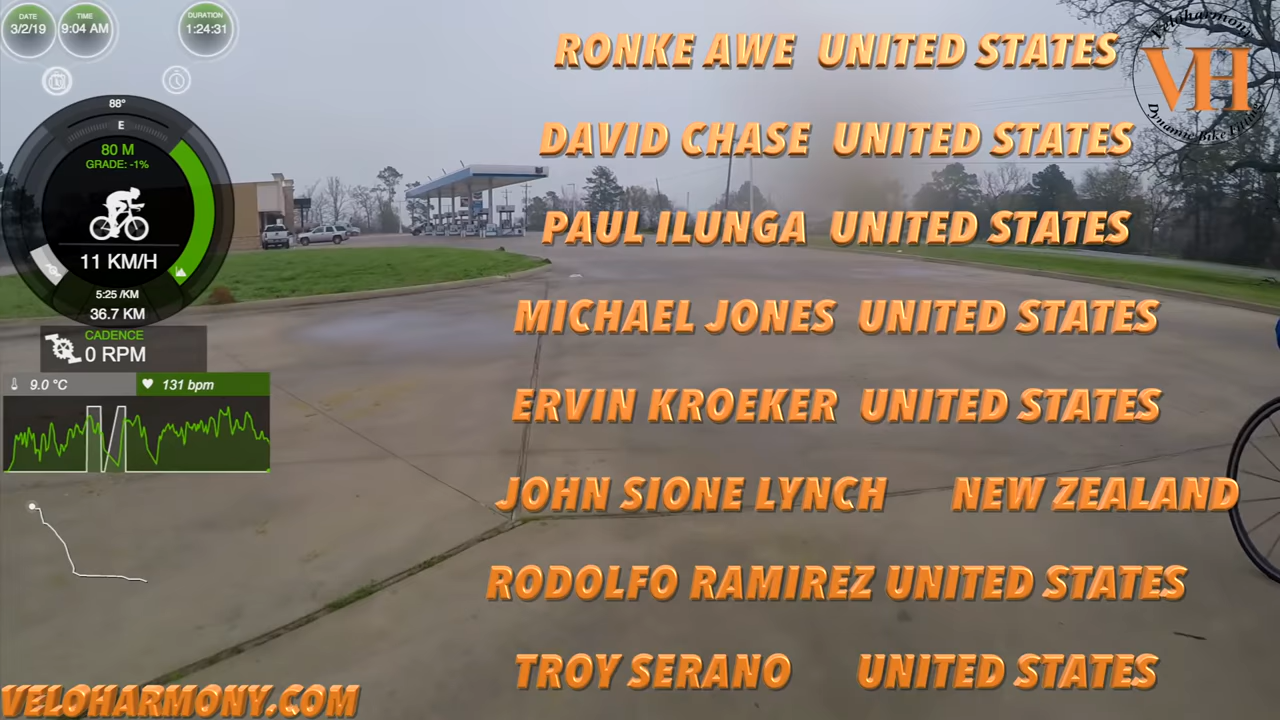 DATE TIME DURATION
3/2/19 9:04 AM 1:24:31
88°
E
80 M
GRADE: -1%
11 KM/H
5:25 /KM
36.7 KM
CADENCE
0 RPM
9.0 °C 131 bpm
RONKE AWE UNITED STATES
DAVID CHASE UNITED STATES
PAUL ILUNGA UNITED STATES
MICHAEL JONES UNITED STATES
ERVIN KROEKER UNITED STATES
JOHN SIONE LYNCH NEW ZEALAND
RODOLFO RAMIREZ UNITED STATES
TROY SERANO UNITED STATES
Veloharmony
VH
Dynamic Bike Fitting
VELOHARMONY.COM